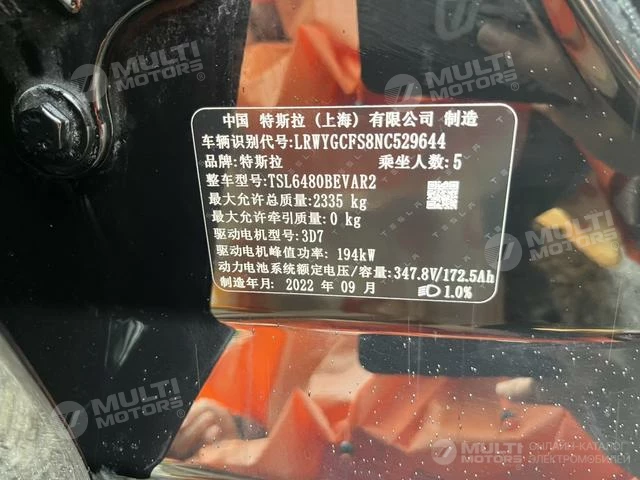 MULTI MOTORS®
MULTI MOTORS®
中国 特斯拉 (上海) 有限公司 制造
车辆识别代号: LRWYGCFS8NC529644
品牌: 特斯拉 乘坐人数: 5
整车型号: TSL6480BEVAR2
最大允许总质量: 2335 kg
最大允许牵引质量: 0 kg
驱动电机型号: 3D7
驱动电机峰值功率: 194kW
动力电池系统额定电压/容量: 347.8V/172.5Ah
制造年月: 2022 年 09 月 1.0%
TESLA
MULTI MOTORS®
MULTI MOTORS®
MULTI MOTORS®
ОНЛАЙН-КАТАЛОГ
ЭЛЕКТРОМОБИЛЕЙ